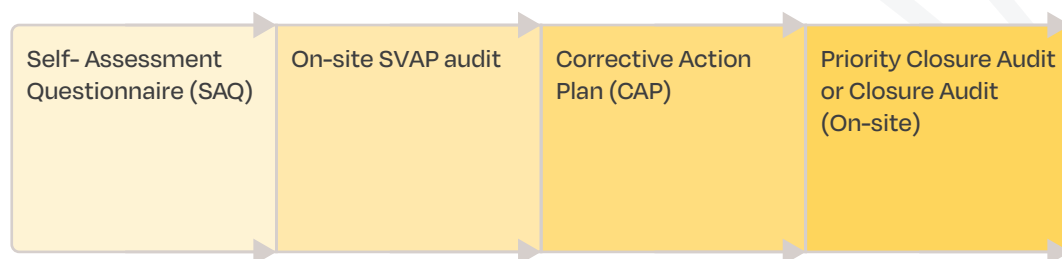 Self- Assessment
Questionnaire (SAQ)
On-site SVAP audit
Corrective Action
Plan (CAP)
Priority Closure Audit
or Closure Audit
(On-site)